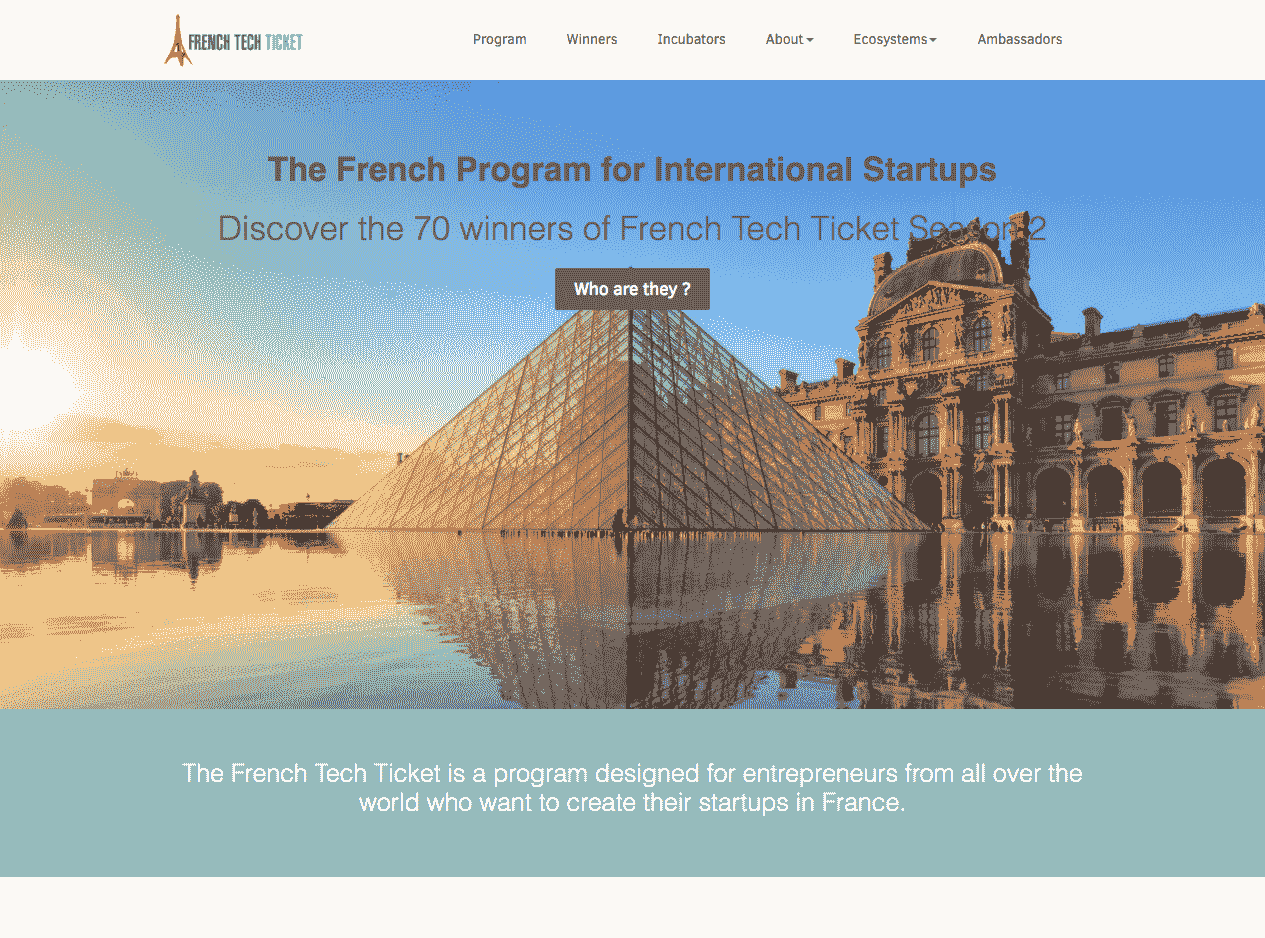 FRENCH TECH TICKET
Program Winners Incubators About Ecosystems Ambassadors
The French Program for International Startups
Discover the 70 winners of French Tech Ticket Season 2
Who are they ?
The French Tech Ticket is a program designed for entrepreneurs from all over the
world who want to create their startups in France.